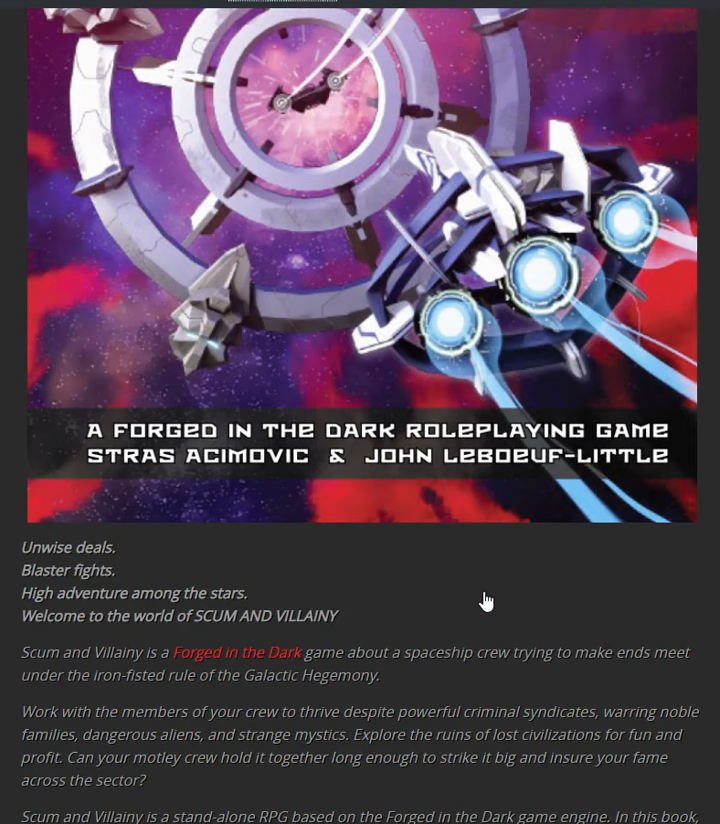 A FORGED IN THE DARK ROLEPLAYING GAME
STRAS ACIMOVIC & JOHN LEBOEUF-LITTLE
Unwise deals.
Blaster fights.
High adventure among the stars.
Welcome to the world of SCUM AND VILLAINY
Scum and Villainy is a Forged in the Dark game about a spaceship crew trying to make ends meet
under the iron-fisted rule of the Galactic Hegemony.
Work with the members of your crew to thrive despite powerful criminal syndicates, warring noble
families, dangerous aliens, and strange mystics. Explore the ruins of lost civilizations for fun and
profit. Can your motley crew hold it together long enough to strike it big and insure your fame
across the sector?
Scum and Villainy is a stand-alone RPG based on the Forged in the Dark game engine. In this book,